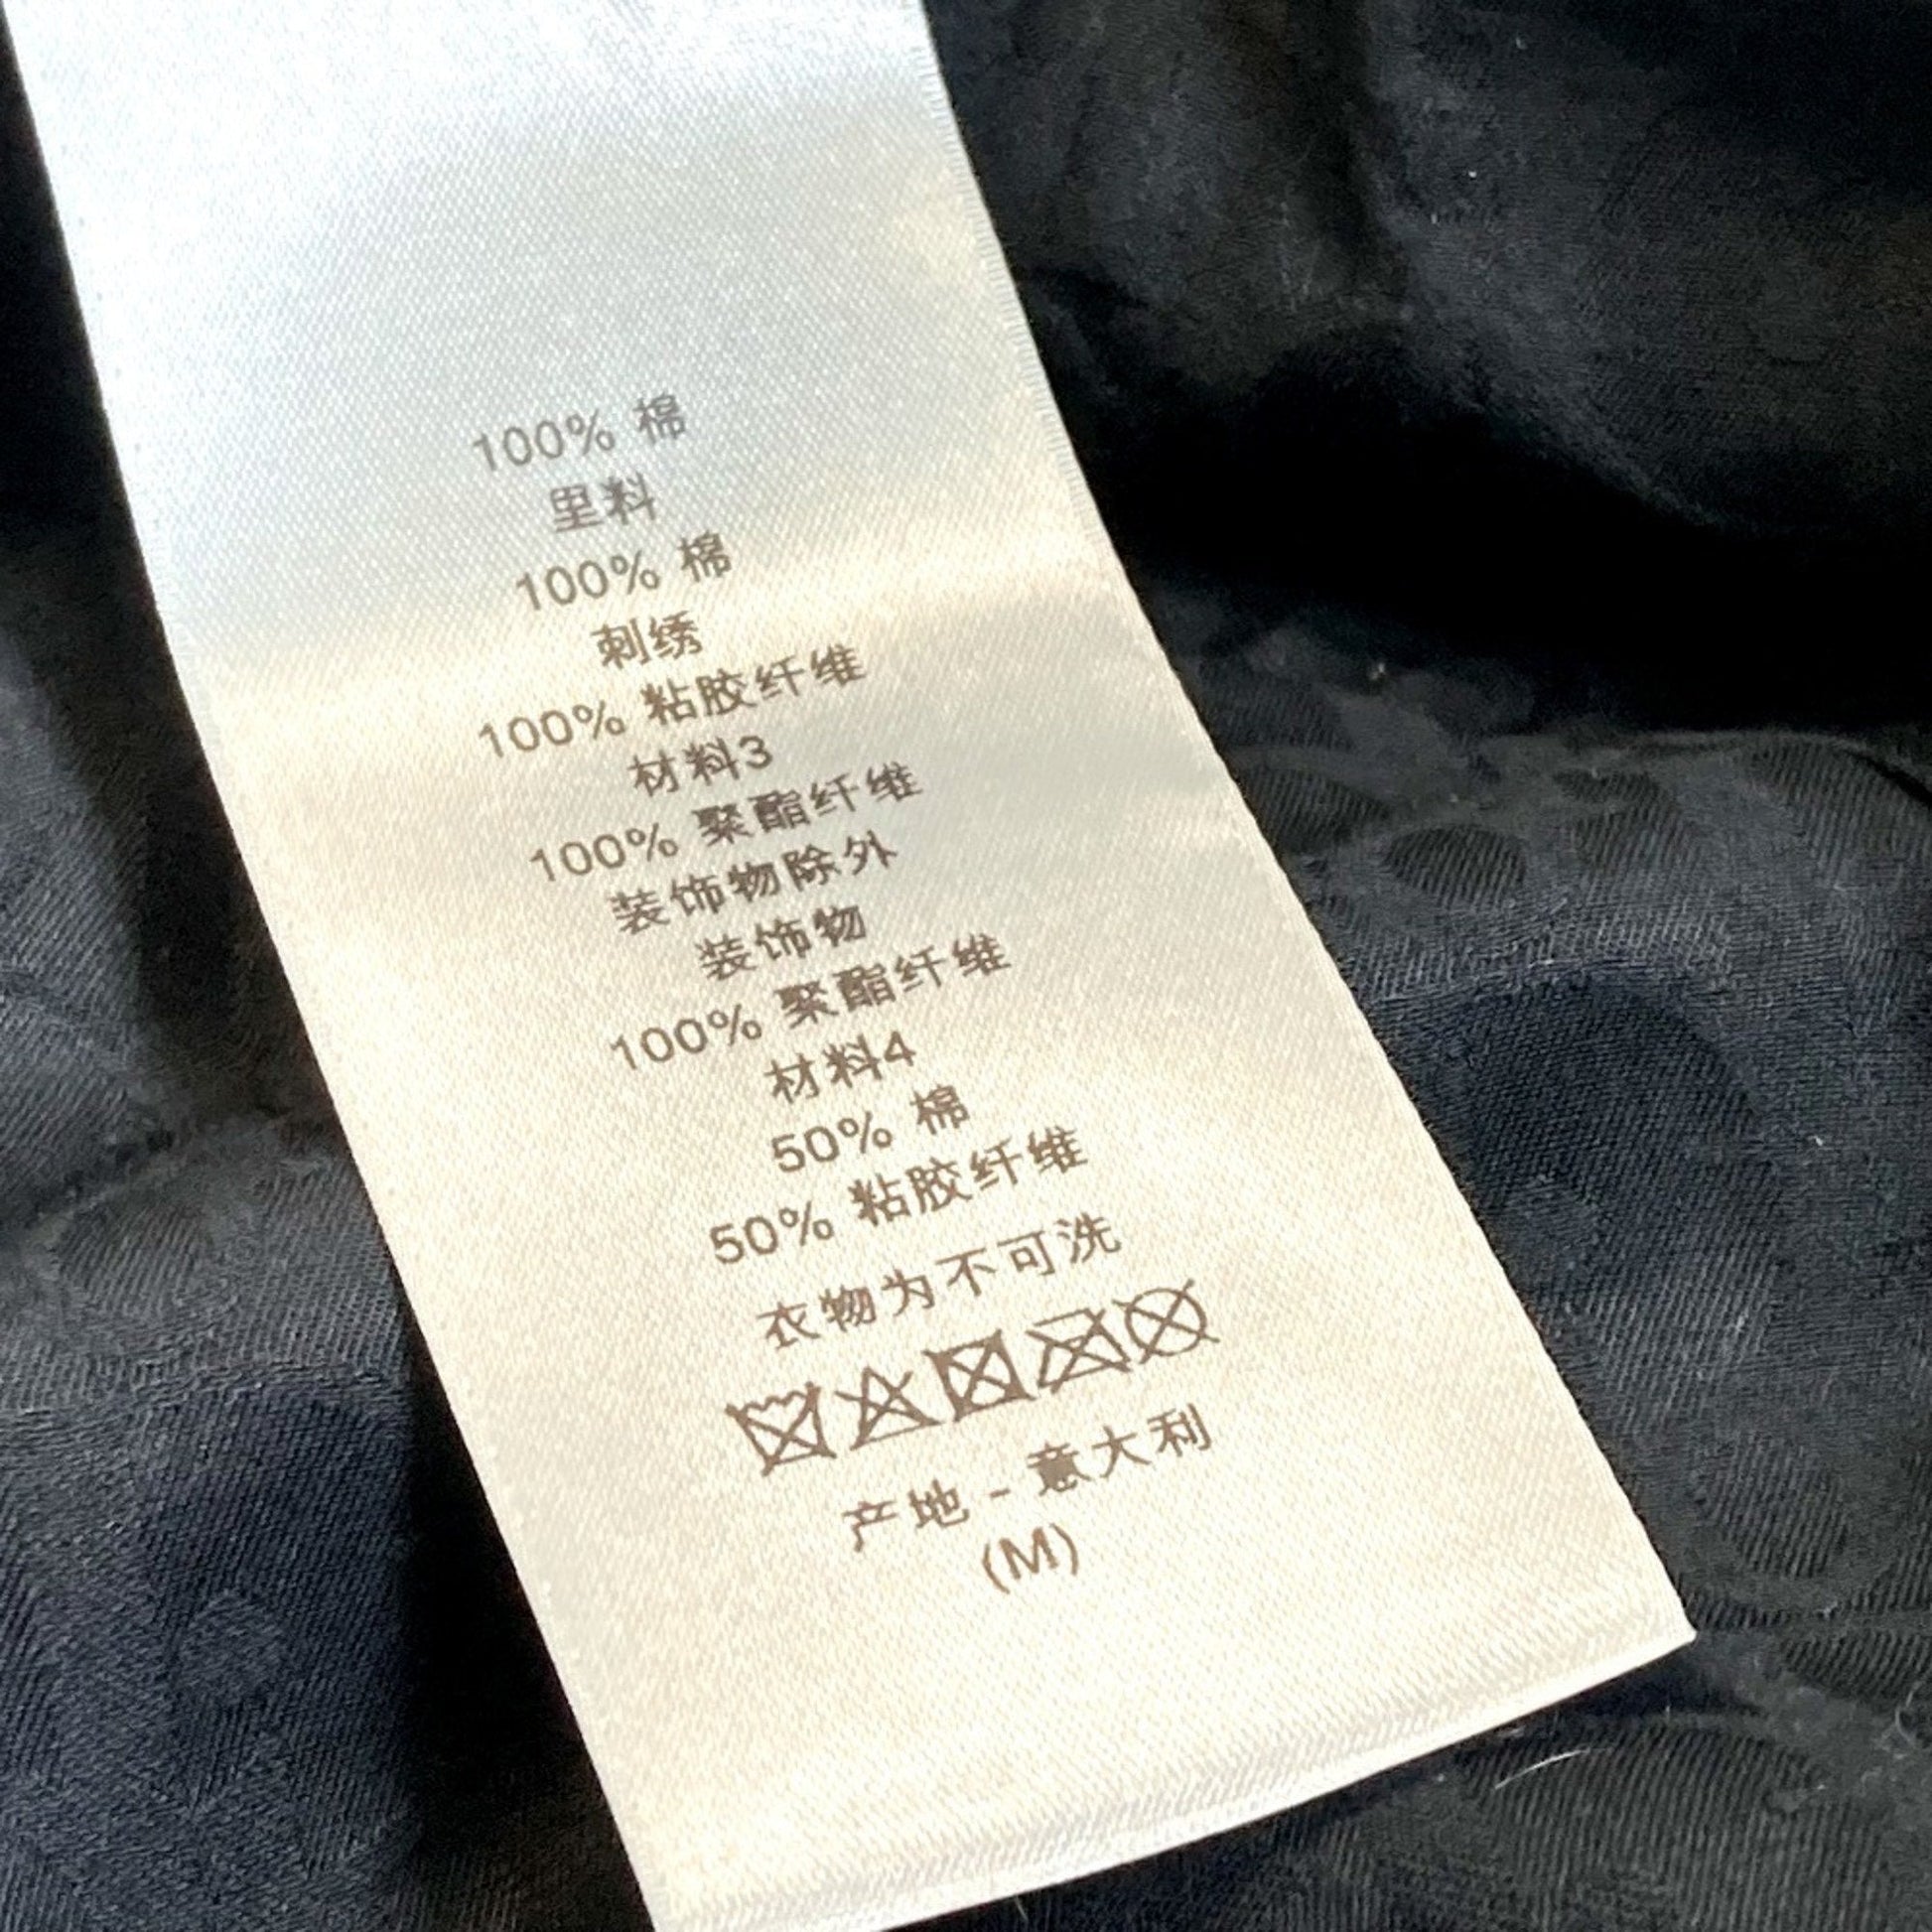 100% 棉
里料
100% 棉
刺绣
100% 粘胶纤维
材料3
100% 聚酯纤维
装饰物除外
装饰物
100% 聚酯纤维
材料4
50% 棉
50% 粘胶纤维
衣物为不可洗
产地 - 意大利
(M)